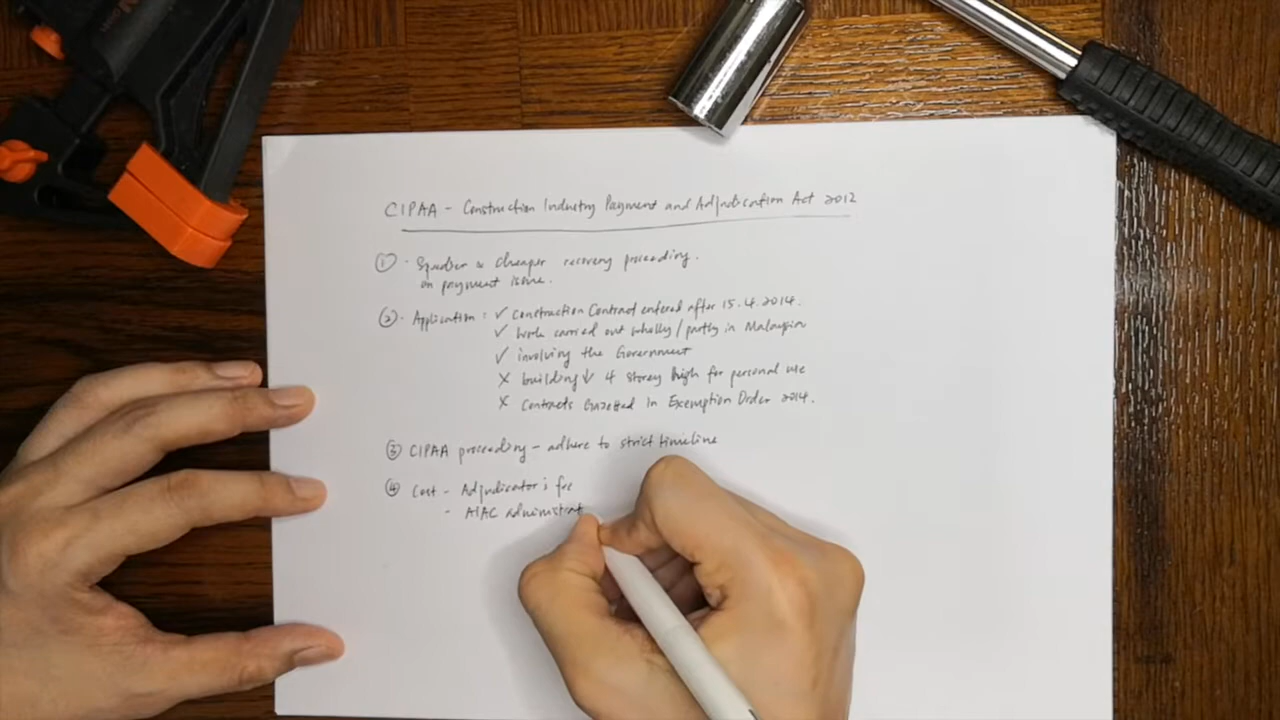 CIPAA - Construction Industry Payment and Adjudication Act 2012
① · Speedier & cheaper recovery proceeding.
on payment issue.
② · Application : ✓ Construction Contract entered after 15.4.2014.
✓ Work carried out wholly/partly in Malaysia
✓ involving the Government
X building ↓ 4 storey high for personal use
X Contracts Gazetted in Exemption Order 2014.
③ CIPAA proceeding - adhere to strict timeline
④ Cost - Adjudicator's fee
- AIAC administrat